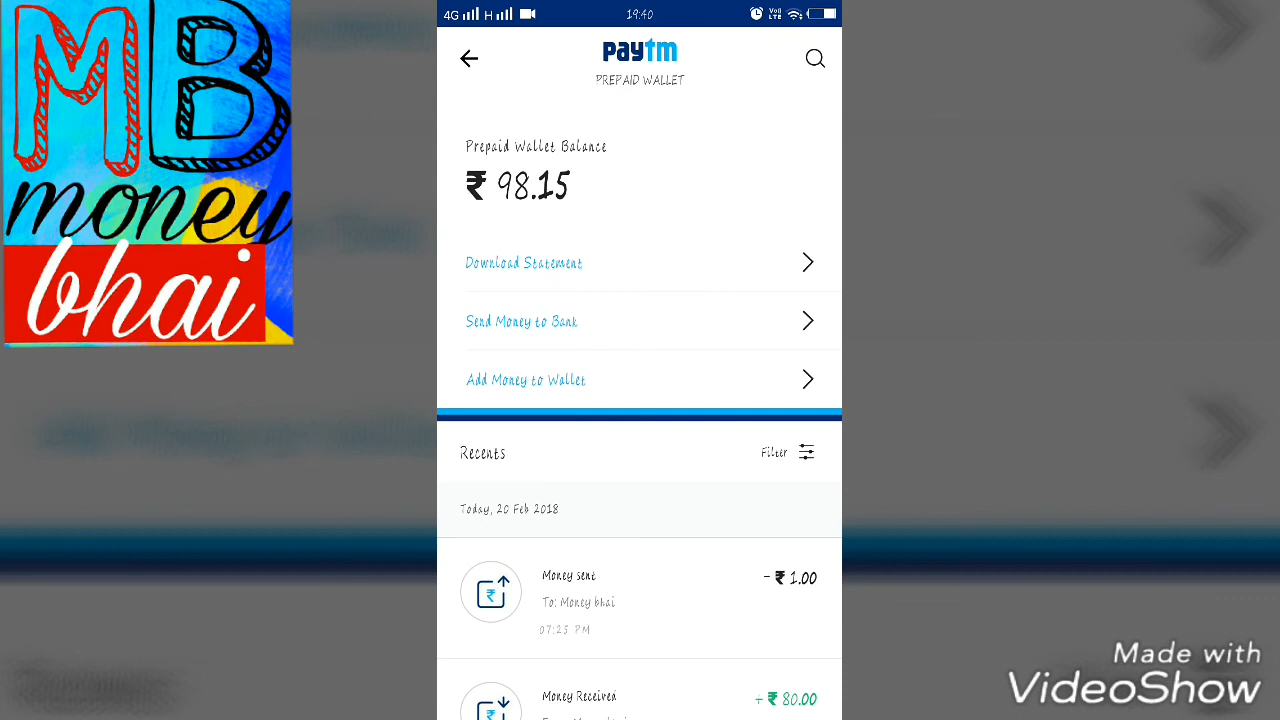 MB
money
bhai
4G H 19:40 VoIP LTE
paytm
PREPAID WALLET
Prepaid Wallet Balance
₹ 98.15
Download Statement
Send Money to Bank
Add Money to Wallet
Recents
Filter
Today, 20 Feb 2018
Money sent
- ₹ 1.00
To: Money bhai
07:25 PM
Money Received
+ ₹ 80.00
Made with
VideoShow